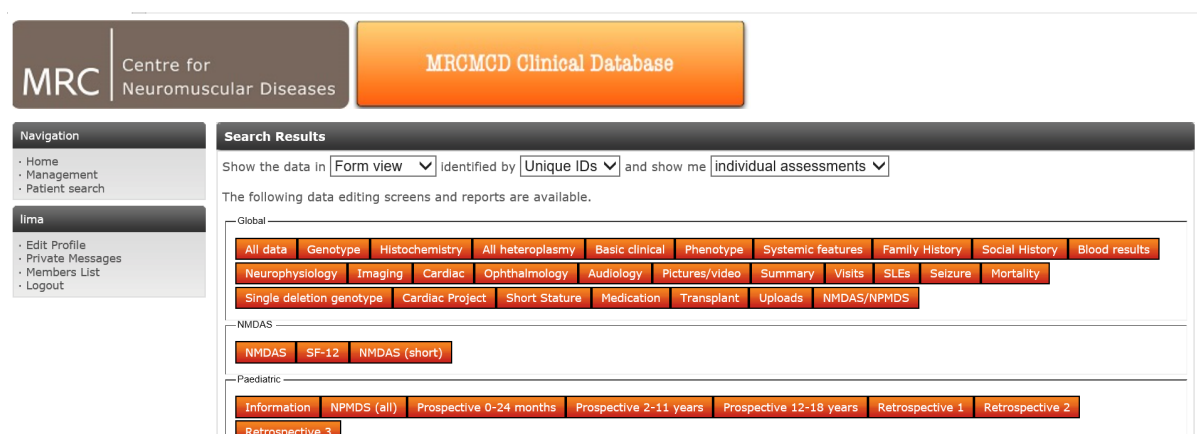 MRC Centre for
Neuromuscular Diseases
MRCMCD Clinical Database
Navigation
· Home
· Management
· Patient search
lima
· Edit Profile
· Private Messages
· Members List
· Logout
Search Results
Show the data in Form view identified by Unique IDs and show me individual assessments
The following data editing screens and reports are available.
Global
All data Genotype Histochemistry All heteroplasmy Basic clinical Phenotype Systemic features Family History Social History Blood results
Neurophysiology Imaging Cardiac Ophthalmology Audiology Pictures/video Summary Visits SLEs Seizure Mortality
Single deletion genotype Cardiac Project Short Stature Medication Transplant Uploads NMDAS/NPMDS
NMDAS
NMDAS SF-12 NMDAS (short)
Paediatric
Information NPMDS (all) Prospective 0-24 months Prospective 2-11 years Prospective 12-18 years Retrospective 1 Retrospective 2
Retrospective 3